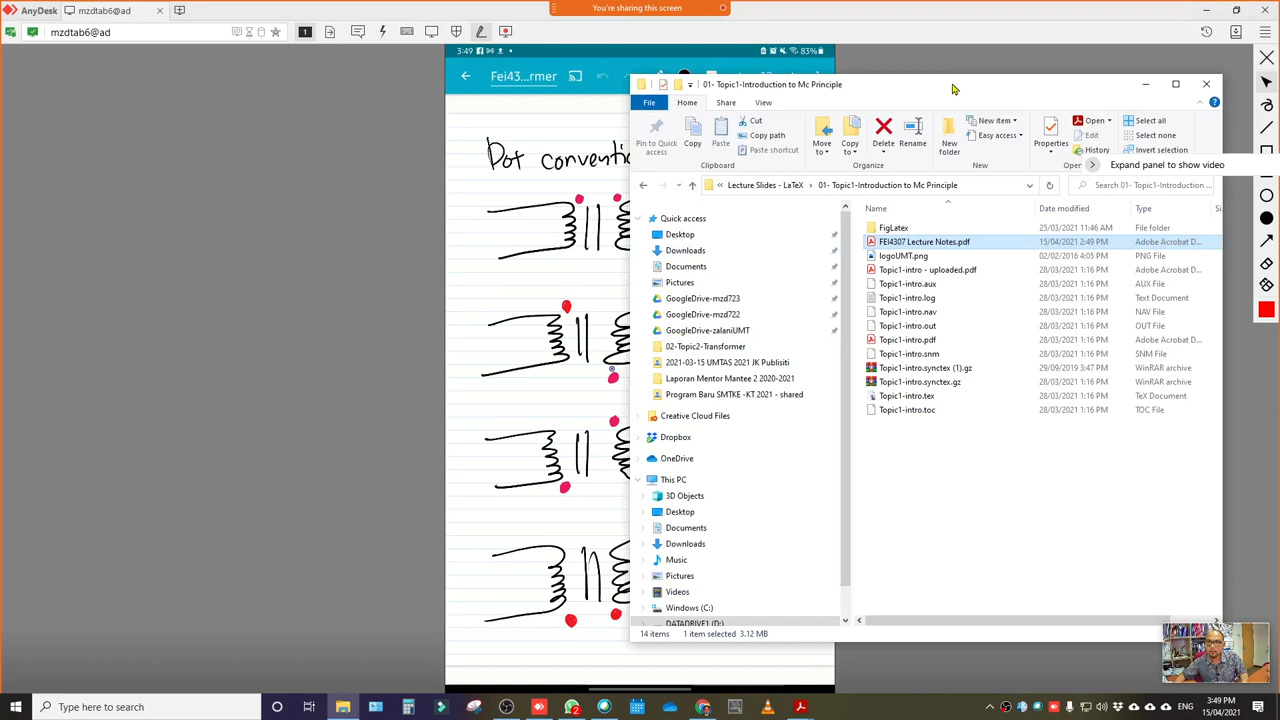 AnyDesk
mzdtab6@ad
You're sharing this screen
mzdtab6@ad
1
3:49
83%
Fei43...rmer
Dot conventi
01- Topic1-Introduction to Mc Principle
File
Home
Share
View
Pin to Quick access
Copy
Paste
Cut
Copy path
Paste shortcut
Clipboard
Move to
Copy to
Delete
Rename
Organize
New folder
New item
Easy access
New
Properties
Open
Edit
History
Open
Select all
Select none
Invert selection
Expand panel to show video
Lecture Slides - LaTeX
01- Topic1-Introduction to Mc Principle
Search 01- Topic1-Introduction ...
Quick access
Desktop
Downloads
Documents
Pictures
GoogleDrive-mzd723
GoogleDrive-mzd722
GoogleDrive-zalaniUMT
02-Topic2-Transformer
2021-03-15 UMTAS 2021 JK Publisiti
Laporan Mentor Mantee 2 2020-2021
Program Baru SMTKE -KT 2021 - shared
Creative Cloud Files
Dropbox
OneDrive
This PC
3D Objects
Desktop
Documents
Downloads
Music
Pictures
Videos
Windows (C:)
DATADRIVE1 (D:)
Name Date modified Type Si
FigLatex 25/03/2021 11:46 AM File folder
FEI4307 Lecture Notes.pdf 15/04/2021 2:49 PM Adobe Acrobat D...
logoUMT.png 02/02/2016 4:05 PM PNG File
Topic1-intro - uploaded.pdf 28/03/2021 1:16 PM Adobe Acrobat D...
Topic1-intro.aux 28/03/2021 1:16 PM AUX File
Topic1-intro.log 28/03/2021 1:16 PM Text Document
Topic1-intro.nav 28/03/2021 1:16 PM NAV File
Topic1-intro.out 28/03/2021 1:16 PM OUT File
Topic1-intro.pdf 28/03/2021 1:16 PM Adobe Acrobat D...
Topic1-intro.snm 28/03/2021 1:16 PM SNM File
Topic1-intro.synctex (1).gz 29/09/2019 3:47 PM WinRAR archive
Topic1-intro.synctex.gz 28/03/2021 1:16 PM WinRAR archive
Topic1-intro.tex 28/03/2021 1:16 PM TeX Document
Topic1-intro.toc 28/03/2021 1:16 PM TOC File
14 items 1 item selected 3.12 MB
Type here to search
ENG
3:49 PM
15/04/2021